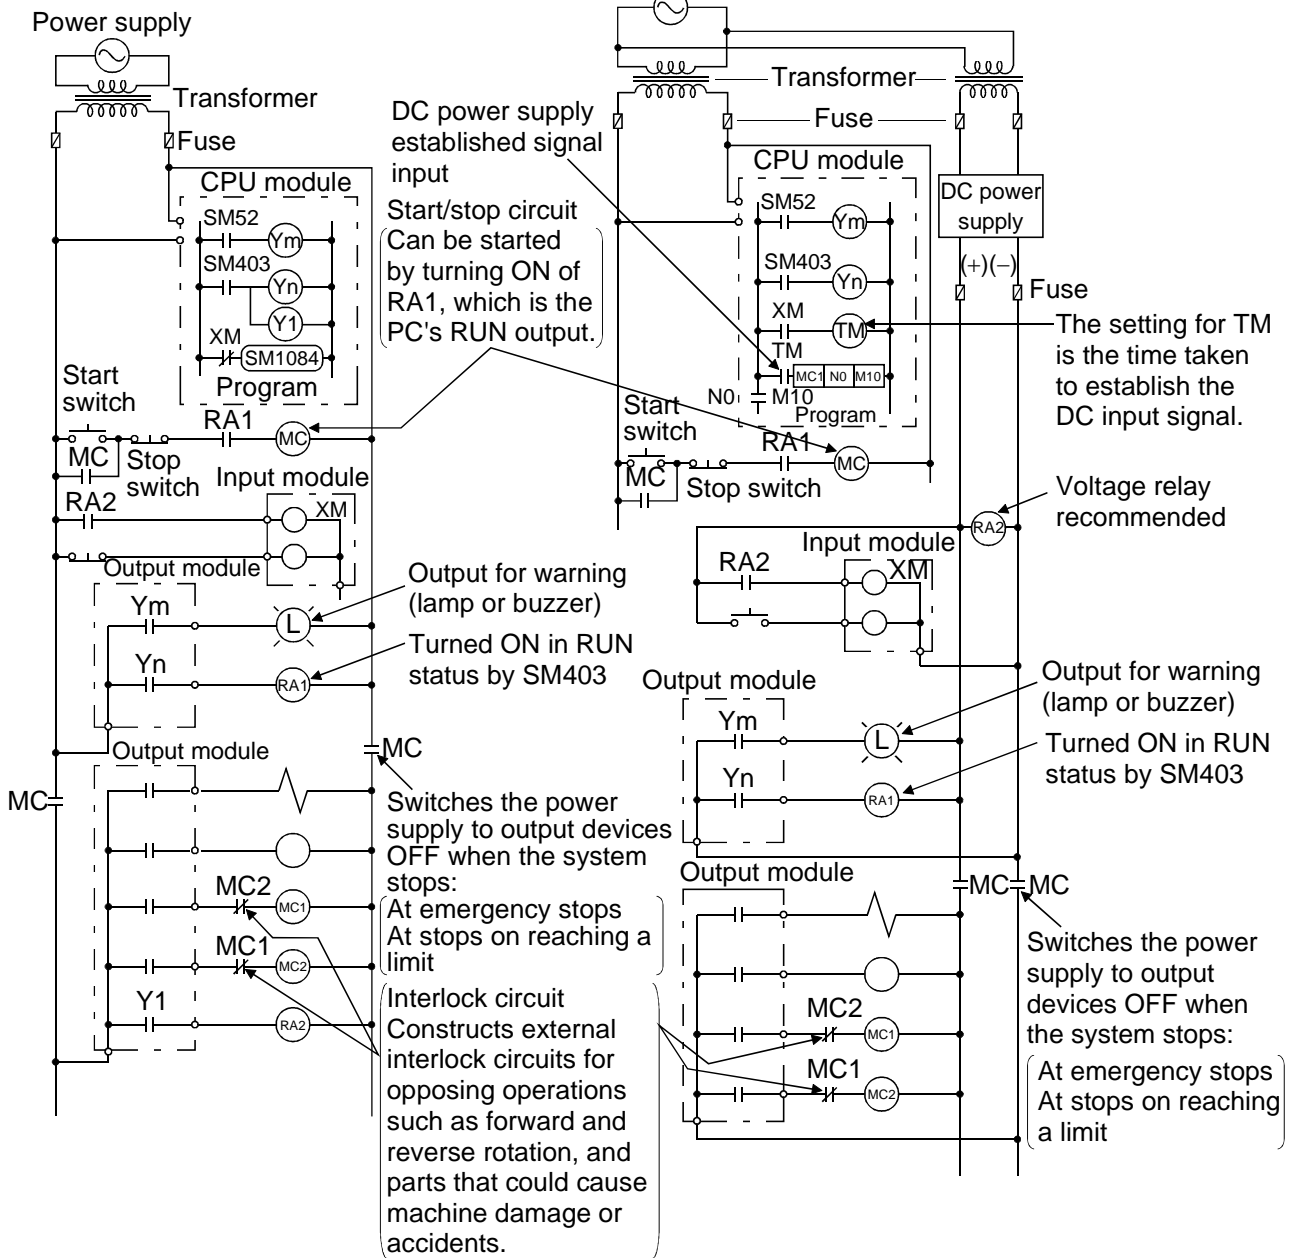 Power supply
Transformer
Fuse
CPU module
SM52
Ym
SM403
Yn
Y1
XM
SM1084
Program
Start
switch
RA1
MC
MC
Stop
switch
Input module
RA2
XM
Output module
Ym
L
Yn
RA1
Output module
MC
MC
MC2
MC1
MC1
MC2
Y1
RA2
DC power supply
established signal
input
Start/stop circuit
Can be started
by turning ON of
RA1, which is the
PC's RUN output.
Output for warning
(lamp or buzzer)
Turned ON in RUN
status by SM403
Switches the power
supply to output devices
OFF when the system
stops:
At emergency stops
At stops on reaching a
limit
Interlock circuit
Constructs external
interlock circuits for
opposing operations
such as forward and
reverse rotation, and
parts that could cause
machine damage or
accidents.
Transformer
Fuse
CPU module
SM52
Ym
SM403
Yn
XM
TM
TM
MC1 N0 M10
N0 M10
Program
DC power
supply
(+)(−)
Fuse
The setting for TM
is the time taken
to establish the
DC input signal.
Start
switch
RA1
MC
MC
Stop switch
Voltage relay
recommended
RA2
Input module
RA2
XM
Output module
Ym
L
Yn
RA1
Output for warning
(lamp or buzzer)
Turned ON in RUN
status by SM403
Output module
MC MC
MC2
MC1
MC1
MC2
Switches the power
supply to output
devices OFF when
the system stops:
At emergency stops
At stops on reaching
a limit